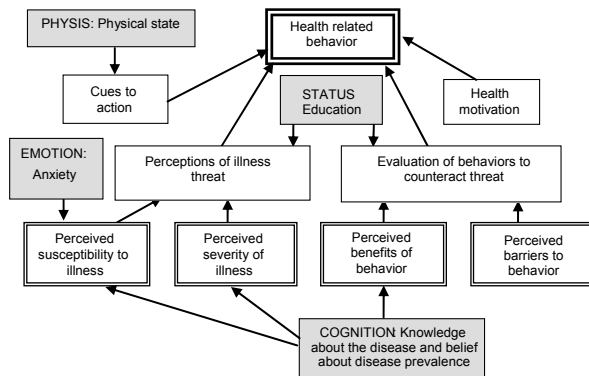 PHYSIS: Physical state
Health related
behavior
Cues to
action
STATUS
Education
Health
motivation
EMOTION:
Anxiety
Perceptions of illness
threat
Evaluation of behaviors to
counteract threat
Perceived
susceptibility to
illness
Perceived
severity of
illness
Perceived
benefits of
behavior
Perceived
barriers to
behavior
COGNITION: Knowledge
about the disease and belief
about disease prevalence